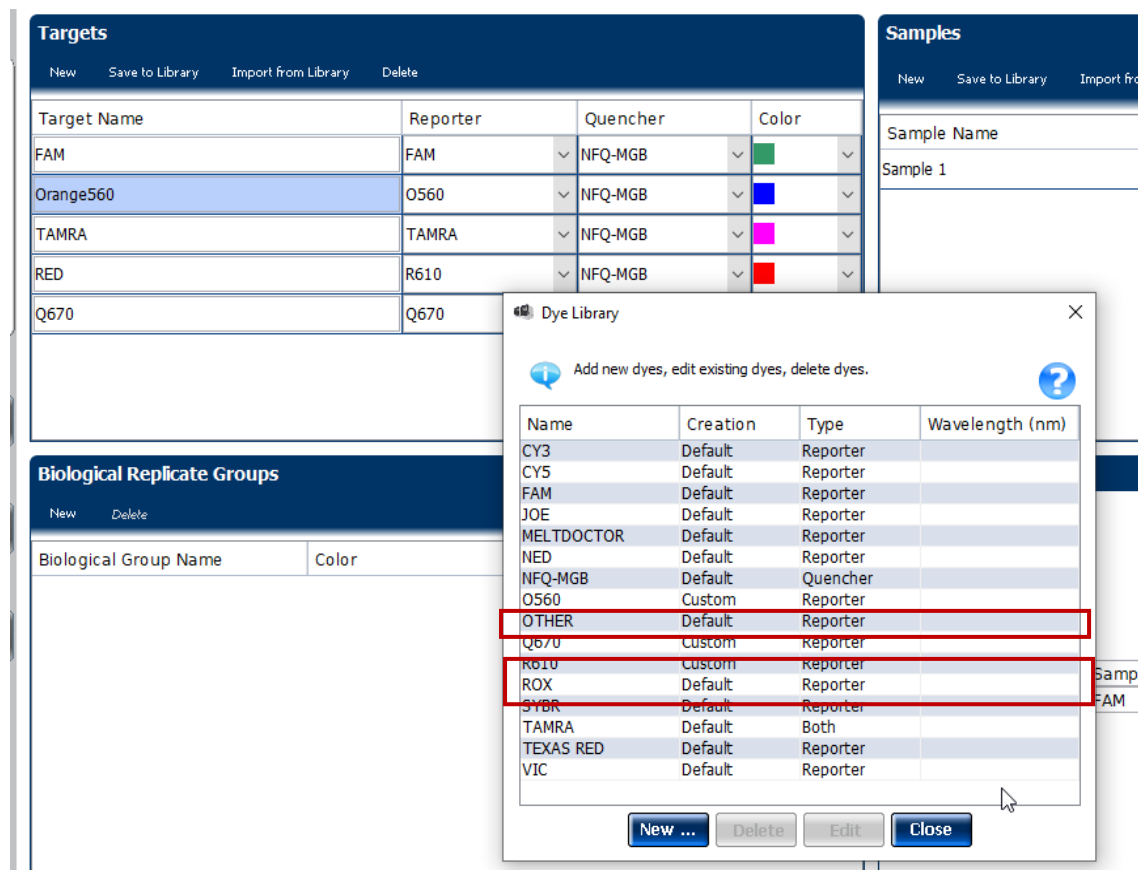 Targets
New Save to Library Import from Library Delete
Target Name Reporter Quencher Color
FAM FAM NFQ-MGB
Orange560 O560 NFQ-MGB
TAMRA TAMRA NFQ-MGB
RED R610 NFQ-MGB
Q670 Q670
Samples
New Save to Library Import fro
Sample Name
Sample 1
Biological Replicate Groups
New Delete
Biological Group Name Color
Dye Library
Add new dyes, edit existing dyes, delete dyes.
?
Name Creation Type Wavelength (nm)
CY3 Default Reporter
CY5 Default Reporter
FAM Default Reporter
JOE Default Reporter
MELTDOCTOR Default Reporter
NED Default Reporter
NFQ-MGB Default Quencher
O560 Custom Reporter
OTHER Default Reporter
Q670 Custom Reporter
R610 Custom Reporter
ROX Default Reporter
SYBR Default Reporter
TAMRA Default Both
TEXAS RED Default Reporter
VIC Default Reporter
New ... Delete Edit Close
Samp
FAM